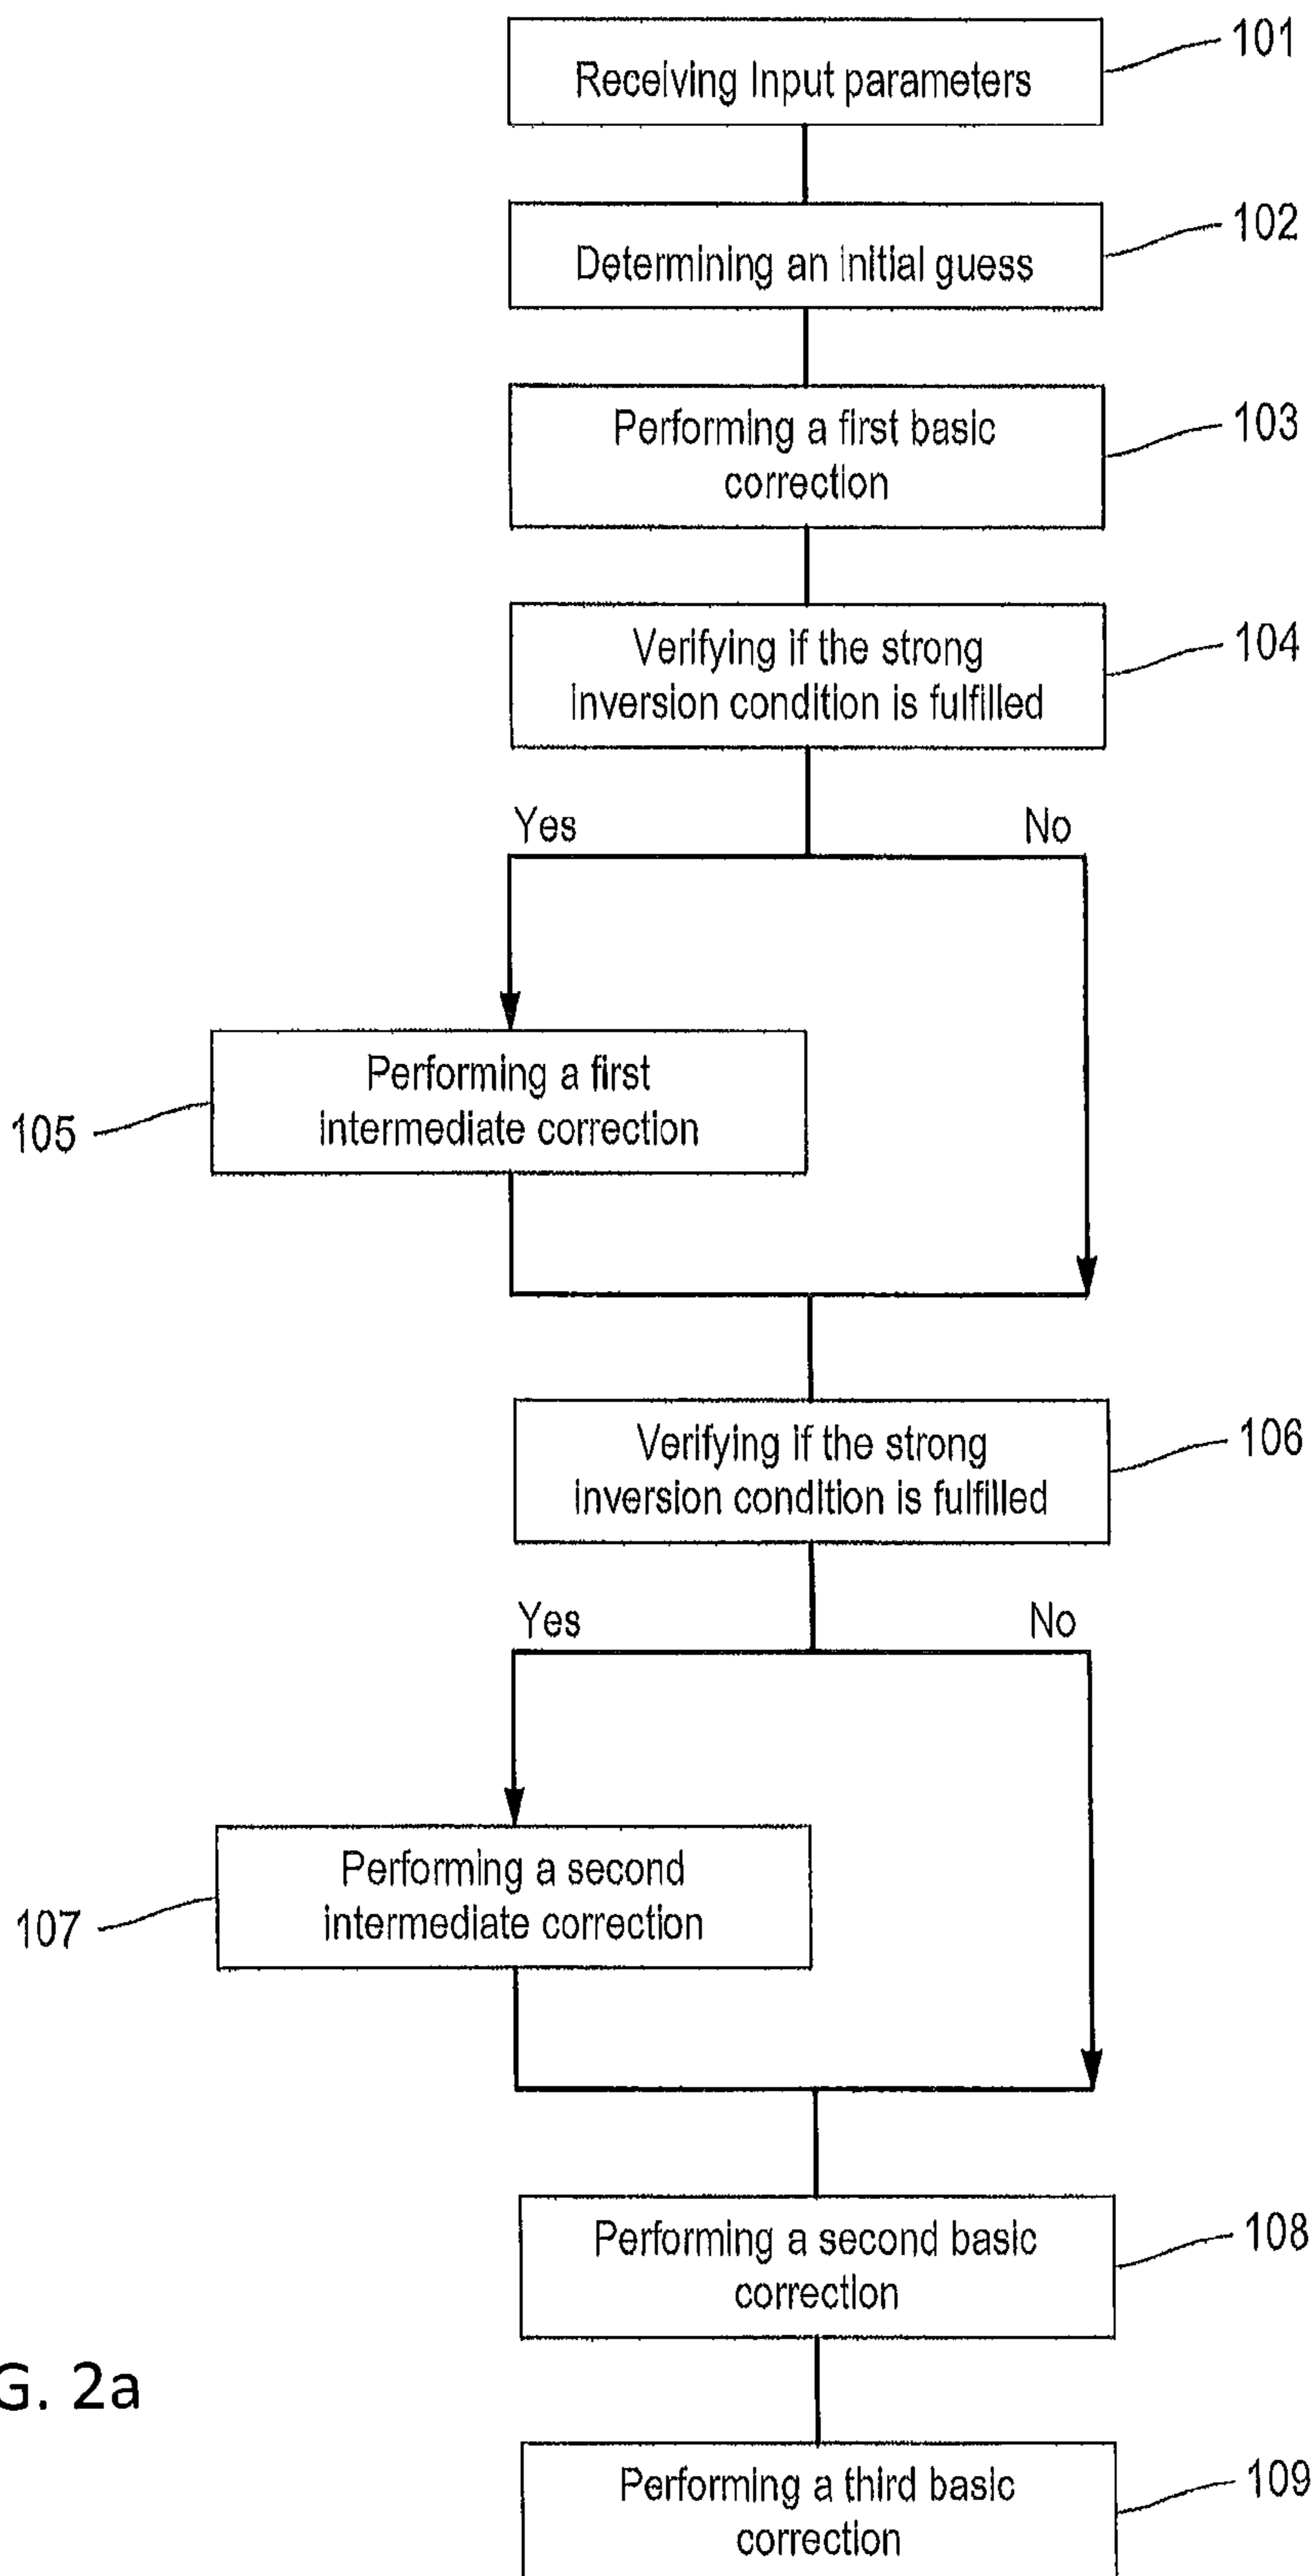 Receiving Input parameters
101
Determining an initial guess
102
Performing a first basic
correction
103
Verifying if the strong
inversion condition is fulfilled
104
Yes
No
Performing a first
intermediate correction
105
Verifying if the strong
inversion condition is fulfilled
106
Yes
No
Performing a second
intermediate correction
107
Performing a second basic
correction
108
G. 2a
Performing a third basic
correction
109